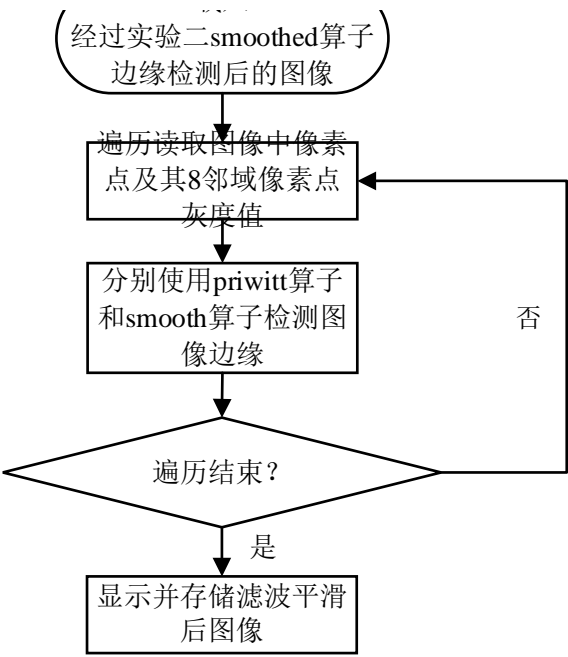 经过实验二smoothed算子
边缘检测后的图像
遍历读取图像中像素
点及其8邻域像素点
灰度值
分别使用priwitt算子
和smooth算子检测图
像边缘
否
遍历结束？
是
显示并存储滤波平滑
后图像